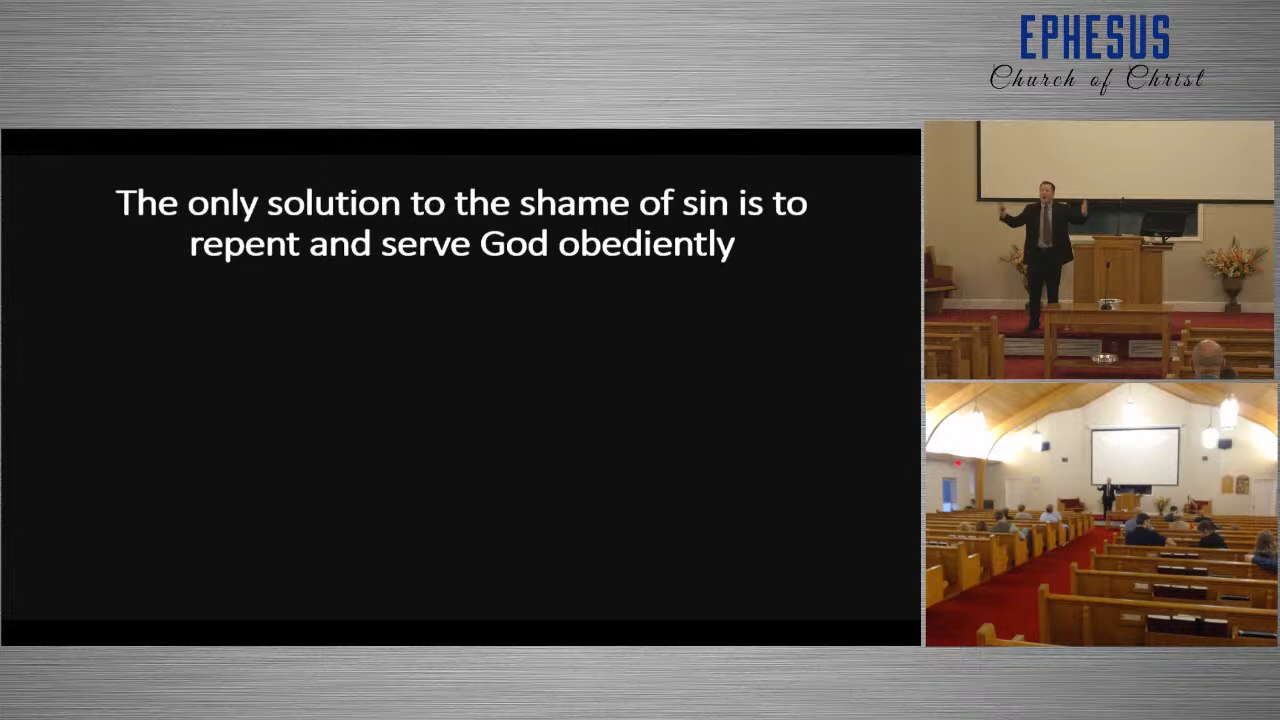 EPHESUS
Church of Christ
The only solution to the shame of sin is to
repent and serve God obediently